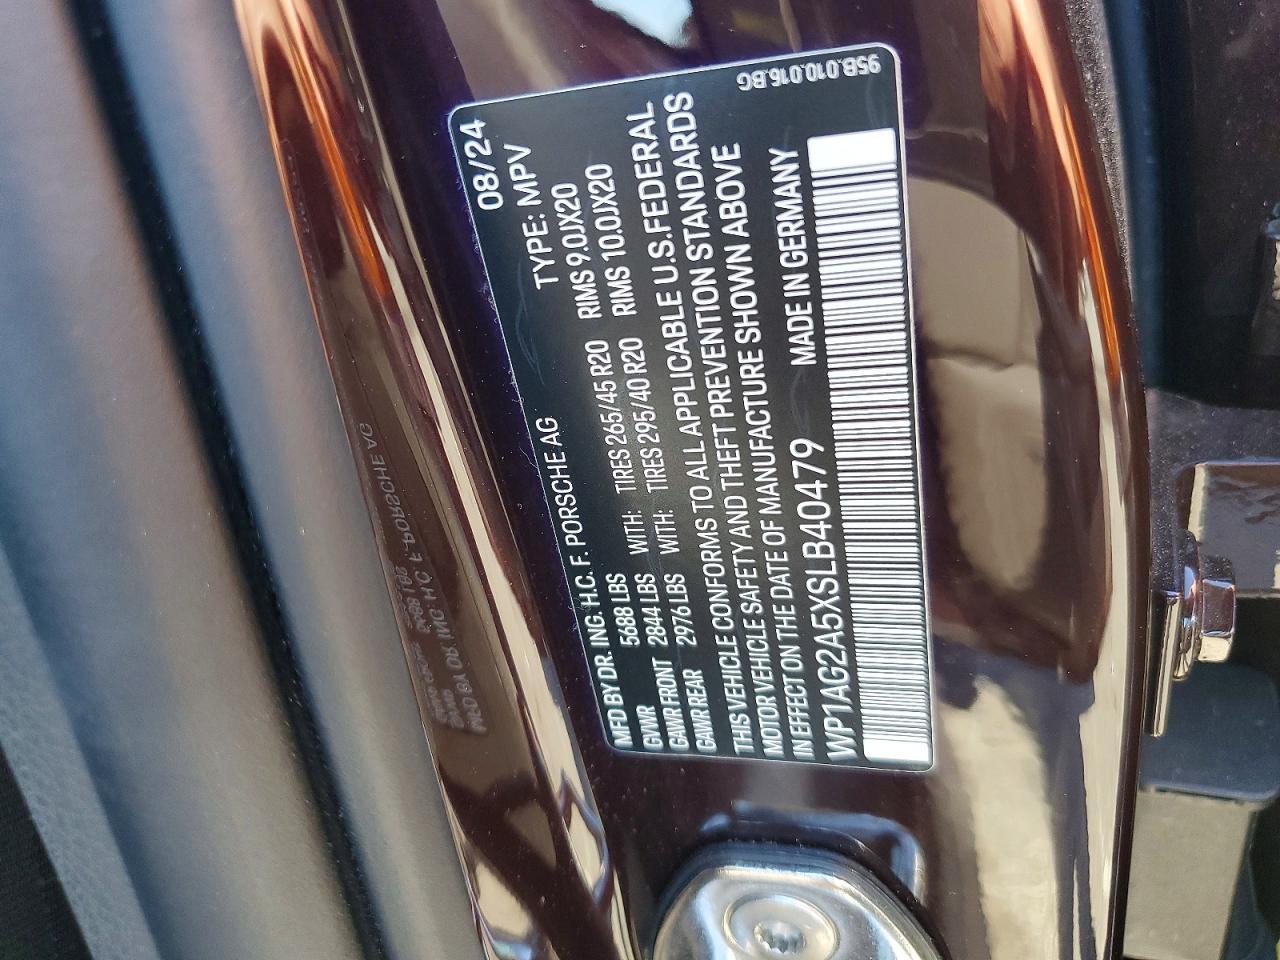 MFD BY DR. ING. H.C. F. PORSCHE AG 08/24
GVWR 5688 LBS TYPE: MPV
GAWR FRONT 2844 LBS WITH: TIRES 265/45 R20 RIMS 9.0JX20
GAWR REAR 2976 LBS WITH: TIRES 295/40 R20 RIMS 10.0JX20
THIS VEHICLE CONFORMS TO ALL APPLICABLE U.S.FEDERAL
MOTOR VEHICLE SAFETY AND THEFT PREVENTION STANDARDS
IN EFFECT ON THE DATE OF MANUFACTURE SHOWN ABOVE
WP1AG2A5XSLB40479 MADE IN GERMANY
95B.010.016.BG